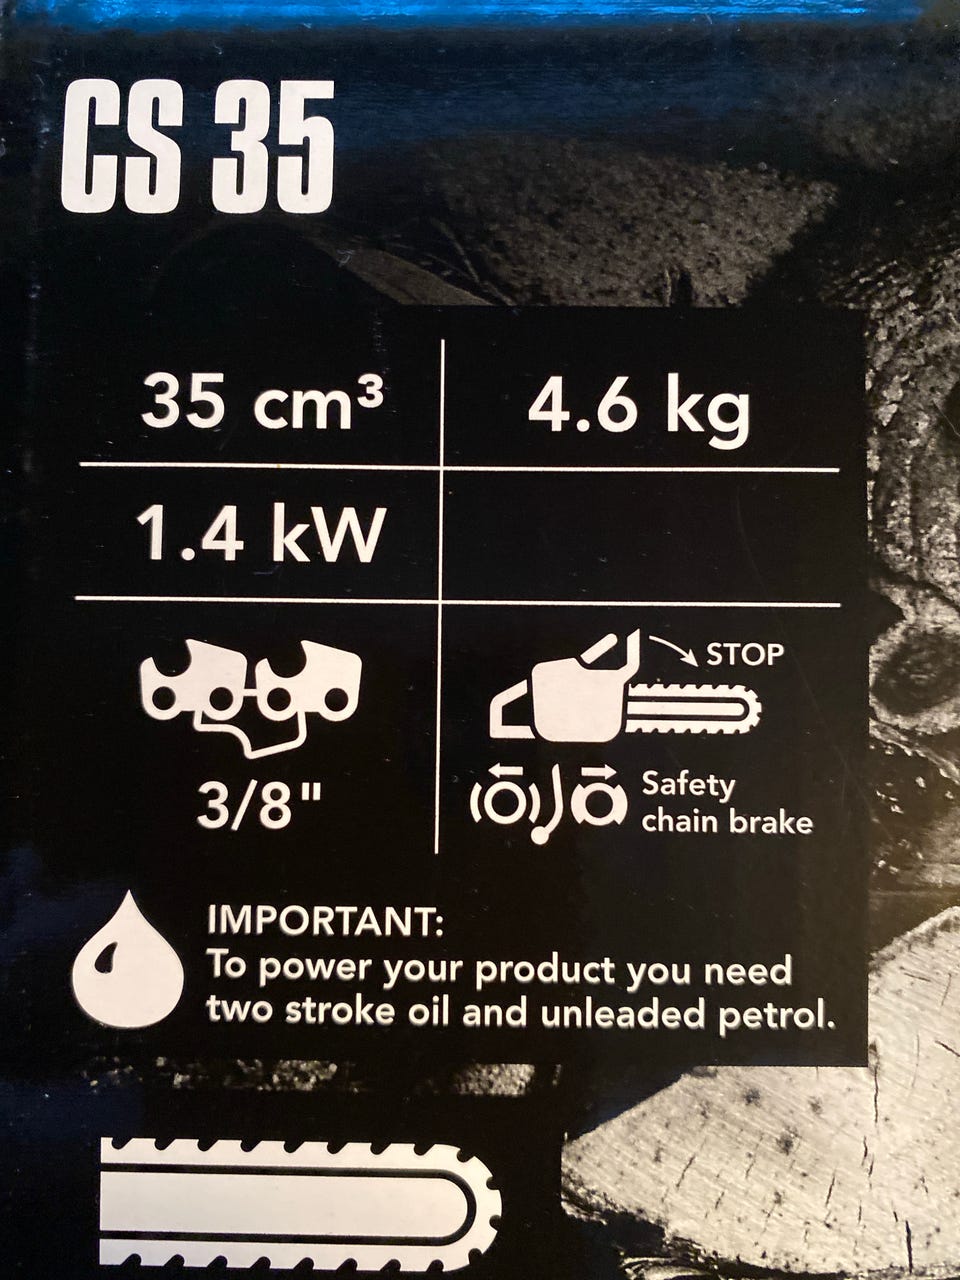 CS 35
35 cm³
4.6 kg
1.4 kW
STOP
3/8"
Safety
chain brake
IMPORTANT:
To power your product you need
two stroke oil and unleaded petrol.